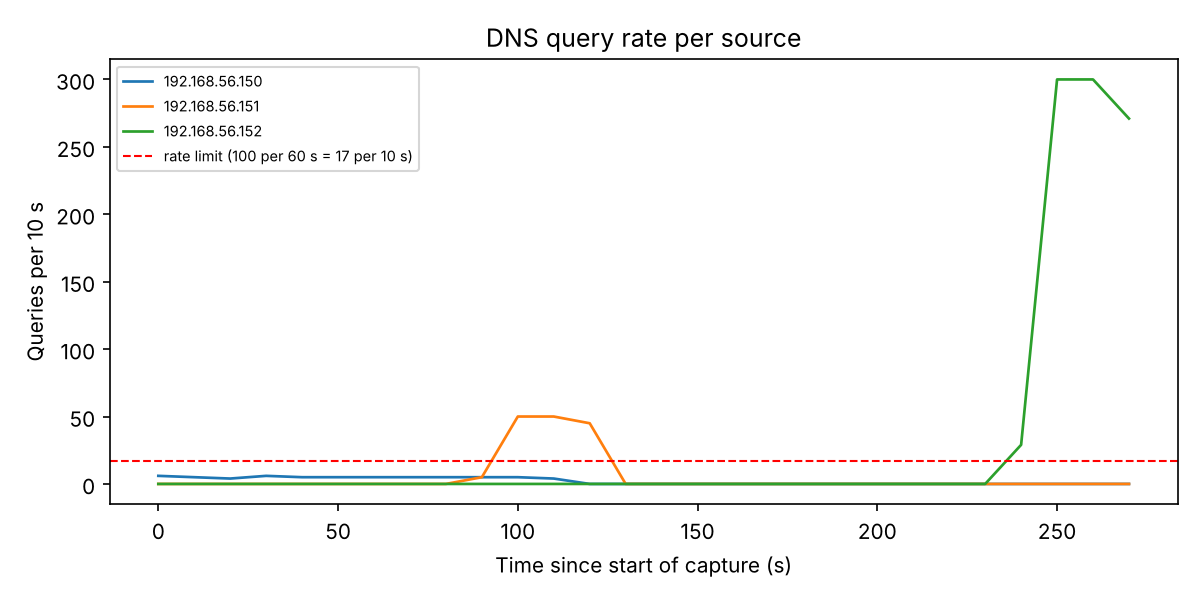 DNS query rate per source
192.168.56.150
192.168.56.151
192.168.56.152
rate limit (100 per 60 s = 17 per 10 s)
Queries per 10 s
300
250
200
150
100
50
0
0 50 100 150 200 250
Time since start of capture (s)